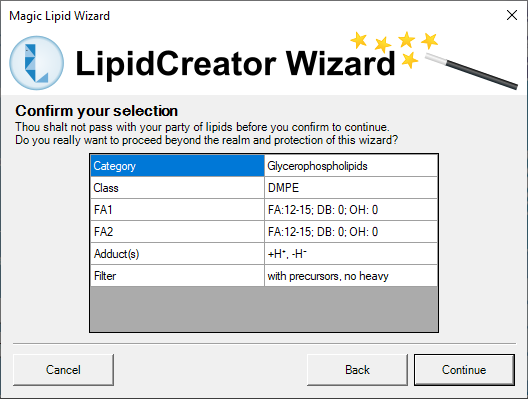 Magic Lipid Wizard
LipidCreator Wizard
Confirm your selection
Thou shalt not pass with your party of lipids before you confirm to continue.
Do you really want to proceed beyond the realm and protection of this wizard?
Category Glycerophospholipids
Class DMPE
FA1 FA:12-15; DB: 0; OH: 0
FA2 FA:12-15; DB: 0; OH: 0
Adduct(s) +H⁺, -H⁻
Filter with precursors, no heavy
Cancel Back Continue